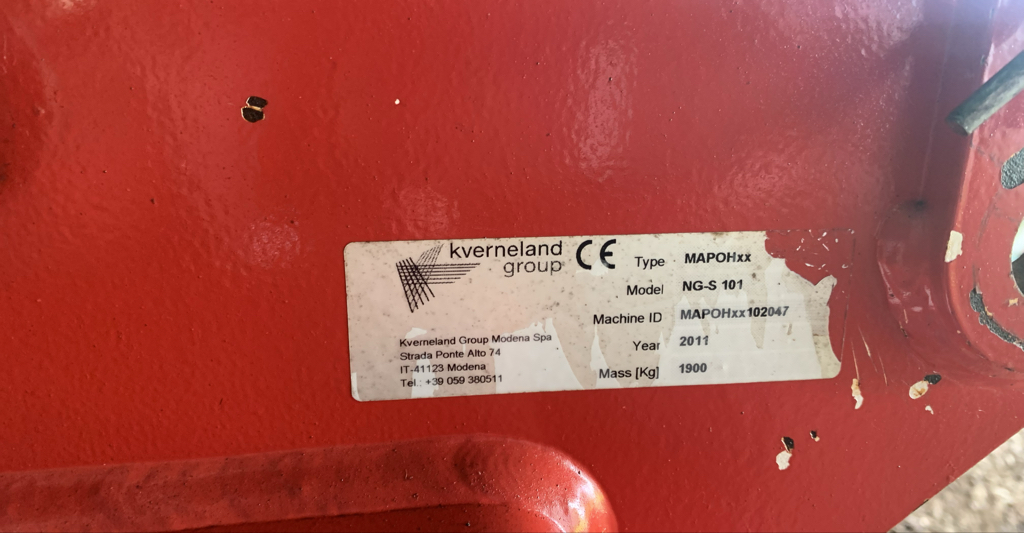 kverneland
group
CE
Type MAPOHxx
Model NG-S 101
Machine ID MAPOHxx102047
Year 2011
Mass [Kg] 1900
Kverneland Group Modena Spa
Strada Ponte Alto 74
IT-41123 Modena
Tel.: +39 059 380511